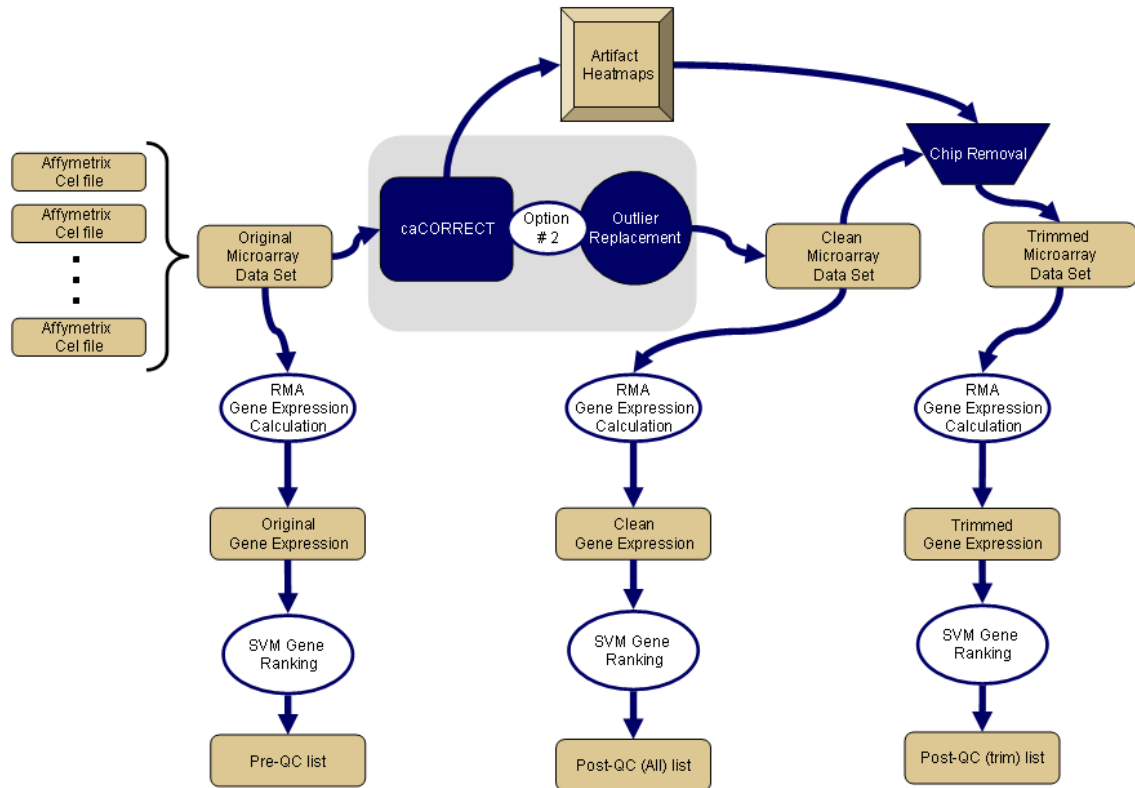 Artifact
Heatmaps
Affymetrix
Cel file
Affymetrix
Cel file
Affymetrix
Cel file
Original
Microarray
Data Set
caCORRECT
Option
# 2
Outlier
Replacement
Clean
Microarray
Data Set
Chip Removal
Trimmed
Microarray
Data Set
RMA
Gene Expression
Calculation
RMA
Gene Expression
Calculation
RMA
Gene Expression
Calculation
Original
Gene Expression
Clean
Gene Expression
Trimmed
Gene Expression
SVM Gene
Ranking
SVM Gene
Ranking
SVM Gene
Ranking
Pre-QC list
Post-QC (All) list
Post-QC (trim) list